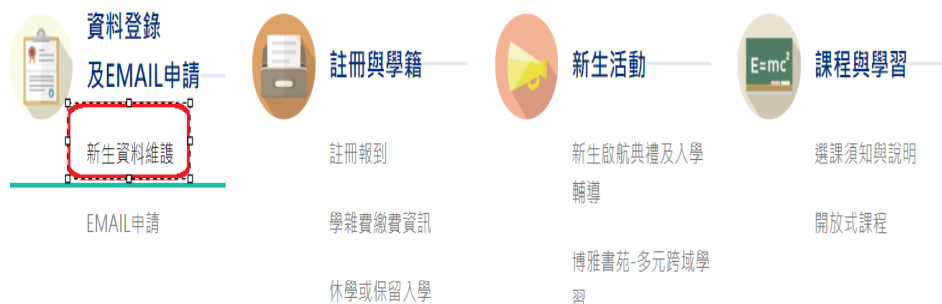 資料登錄
及EMAIL申請
新生資料維護
EMAIL申請
註冊與學籍
註冊報到
學雜費繳費資訊
休學或保留入學
新生活動
新生啟航典禮及入學
輔導
博雅書苑-多元跨域學
習
E=mc²
課程與學習
選課須知與說明
開放式課程